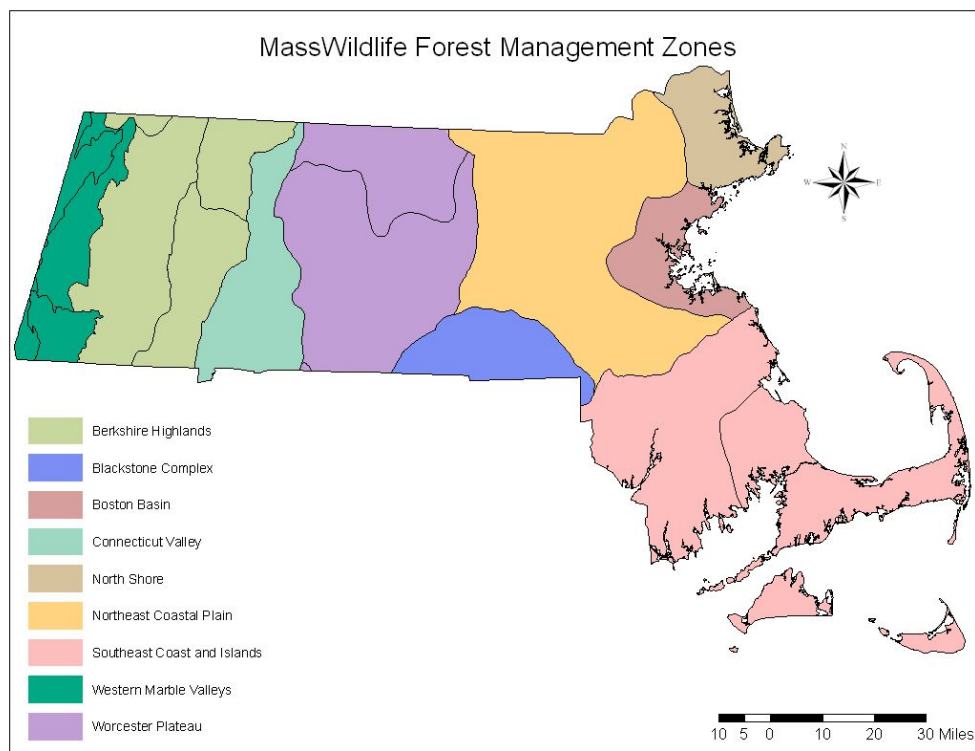 MassWildlife Forest Management Zones
N
W E
S
Berkshire Highlands
Blackstone Complex
Boston Basin
Connecticut Valley
North Shore
Northeast Coastal Plain
Southeast Coast and Islands
Western Marble Valleys
Worcester Plateau
10 5 0 10 20 30 Miles